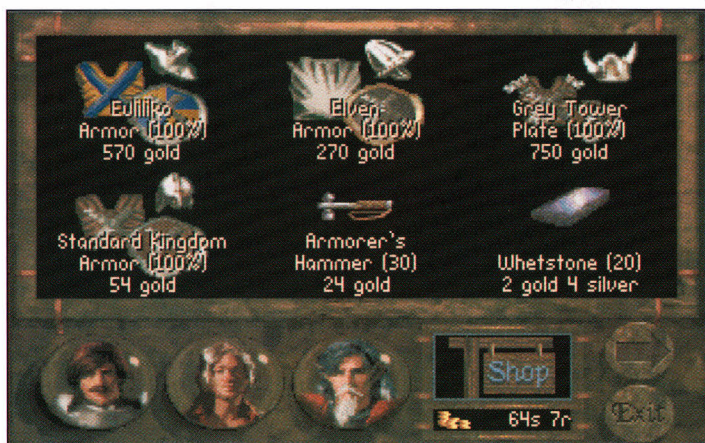 Euliliko
Armor (100%)
570 gold
Elven
Armor (100%)
270 gold
Grey Tower
Plate (100%)
750 gold
Standard Kingdom
Armor (100%)
54 gold
Armorer's
Hammer (30)
24 gold
Whetstone (20)
2 gold 4 silver
Shop
64s 7r
Exit